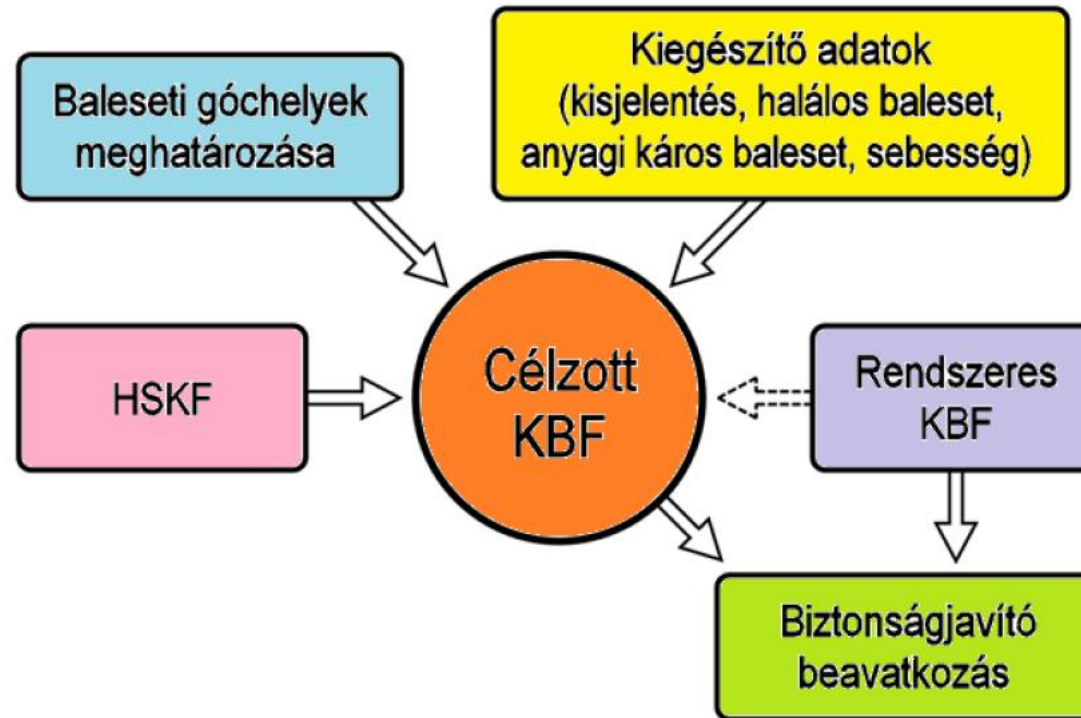 Baleseti góchelyek
meghatározása
Kiegészítő adatok
(kisjelentés, halálos baleset,
anyagi káros baleset, sebesség)
HSKF
Célzott
KBF
Rendszeres
KBF
Biztonságjavító
beavatkozás